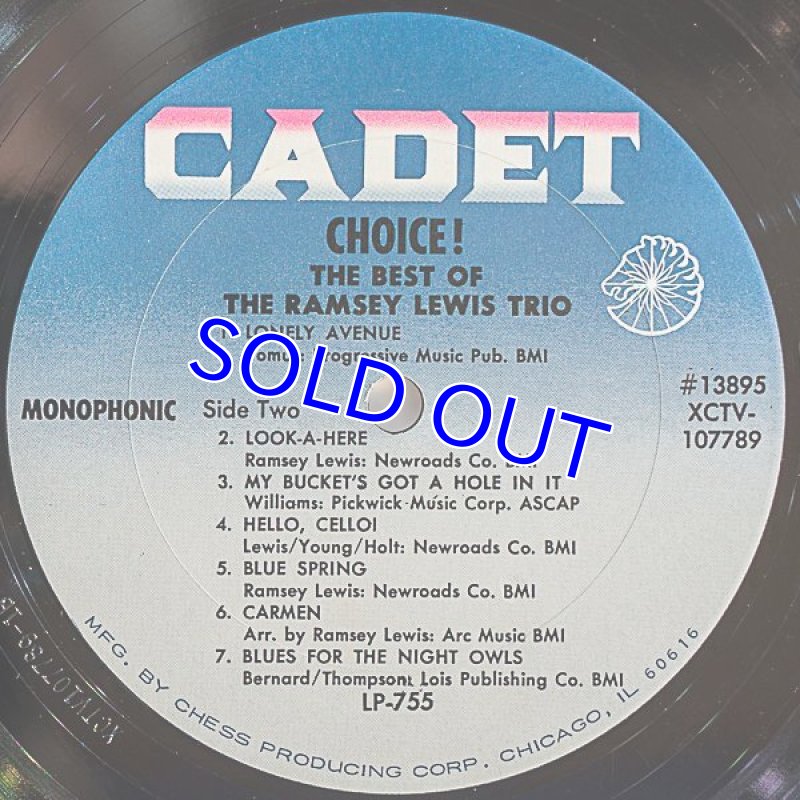 CADET
CHOICE!
THE BEST OF
THE RAMSEY LEWIS TRIO
LONELY AVENUE
Progressive Music Pub. BMI
SOLD OUT
#13895
MONOPHONIC Side Two XCTV-
107789
2. LOOK-A-HERE
Ramsey Lewis: Newroads Co. BMI
3. MY BUCKET'S GOT A HOLE IN IT
Williams: Pickwick Music Corp. ASCAP
4. HELLO, CELLO!
Lewis/Young/Holt: Newroads Co. BMI
5. BLUE SPRING
Ramsey Lewis: Newroads Co. BMI
6. CARMEN
Arr. by Ramsey Lewis: Arc Music BMI
7. BLUES FOR THE NIGHT OWLS
Bernard/Thompson: Lois Publishing Co. BMI
LP-755
MFG. BY CHESS PRODUCING CORP. CHICAGO, IL 60616